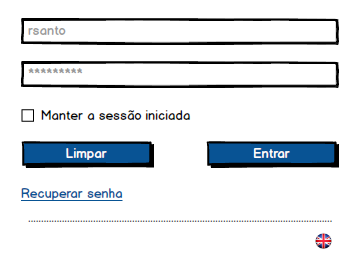 rsanto
*********
Manter a sessão iniciada
Limpar
Entrar
Recuperar senha